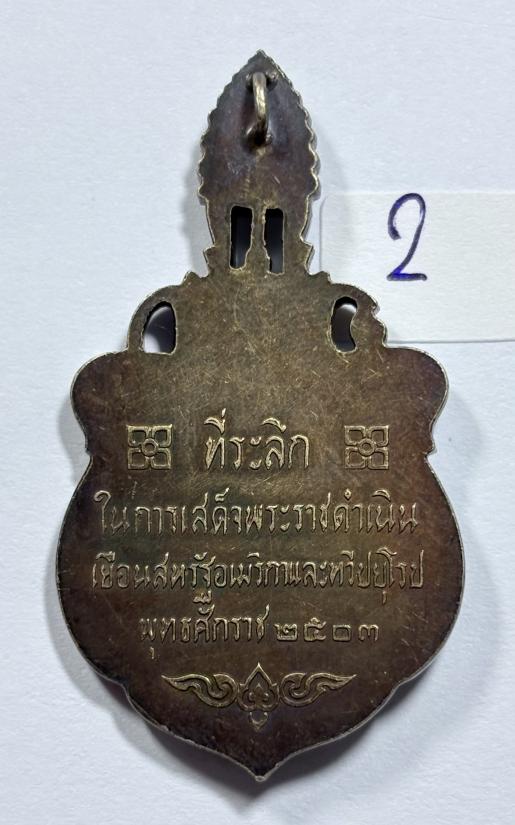 2
ที่ระลึก
ในการเสด็จพระราชดำเนิน
เยือนสหรัฐอเมริกาและทวีปยุโรป
พุทธศักราช ๒๕๐๓